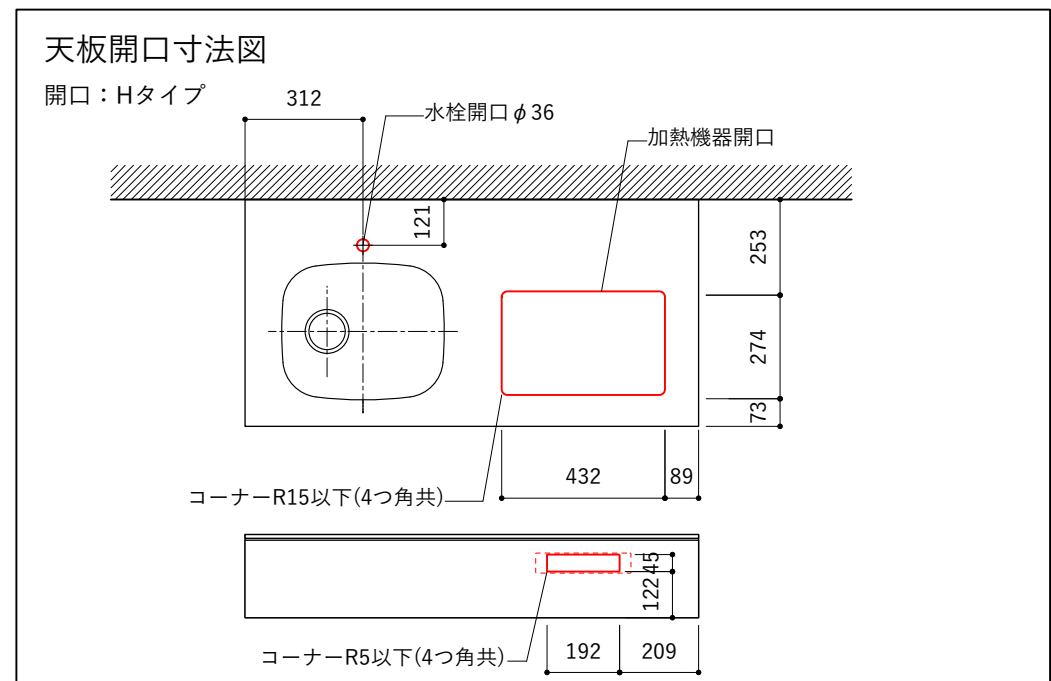 天板開口寸法図
開口：Hタイプ
312
水栓開口φ36
加熱機器開口
121
253
274
73
432
89
コーナーR15以下(4つ角共)
45
122
コーナーR5以下(4つ角共)
192
209